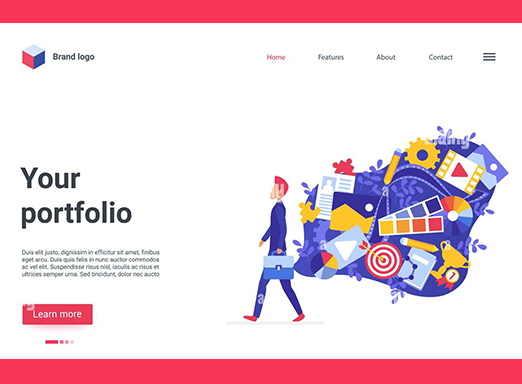 Brand logo
Home
Features
About
Contact
Your
portfolio
Duis elit justo, dignissim in efficitur sit amet, finibus
eget arcu. Duis quis felis in nunc auctor commodos
ac vel elit. Suspendisse risus nisl, iaculis ac risus et
ultrices semper urna. Sed tincidunt, dolor nec aucto
Learn more
1